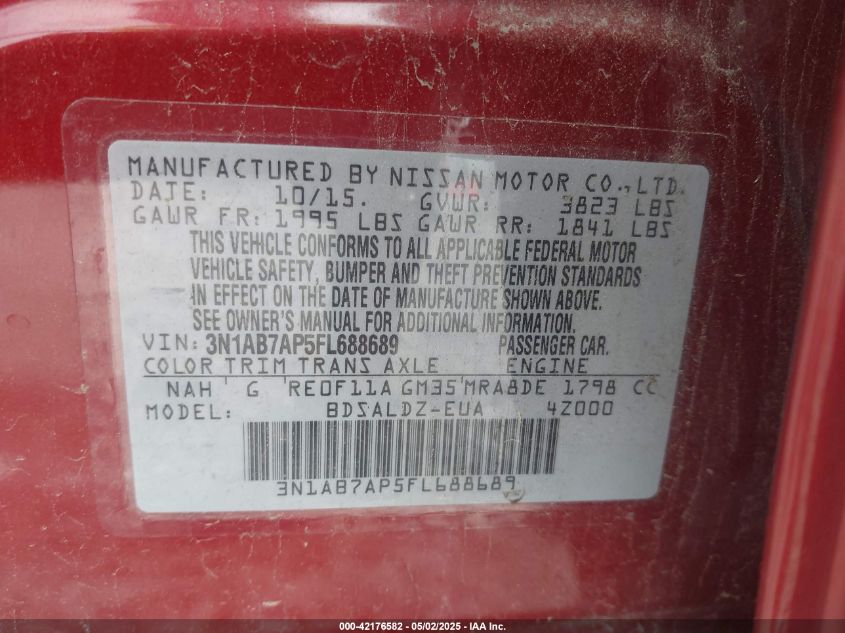 MANUFACTURED BY NISSAN MOTOR CO., LTD.
DATE: 10/15. GVWR: 3823 LBS
GAWR FR: 1995 LBS GAWR RR: 1841 LBS
THIS VEHICLE CONFORMS TO ALL APPLICABLE FEDERAL MOTOR
VEHICLE SAFETY, BUMPER AND THEFT PREVENTION STANDARDS
IN EFFECT ON THE DATE OF MANUFACTURE SHOWN ABOVE.
SEE OWNER'S MANUAL FOR ADDITIONAL INFORMATION
VIN: 3N1AB7AP5FL688689 PASSENGER CAR.
COLOR TRIM TRANS AXLE ENGINE
NAH G RE0F11A GM35 MRA8DE 1798 CC
MODEL: BDSALDZ-EUA 4Z000
3N1AB7AP5FL688689
000-42176582 - 05/02/2025 - IAA Inc.